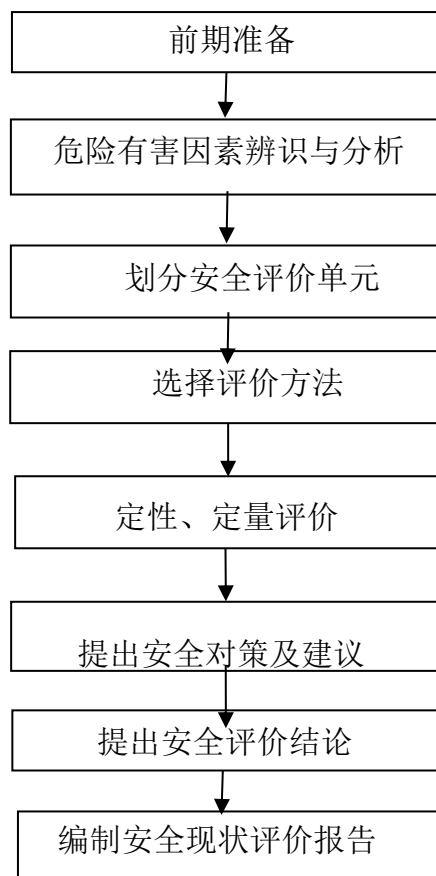 前期准备
危险有害因素辨识与分析
划分安全评价单元
选择评价方法
定性、定量评价
提出安全对策及建议
提出安全评价结论
编制安全现状评价报告